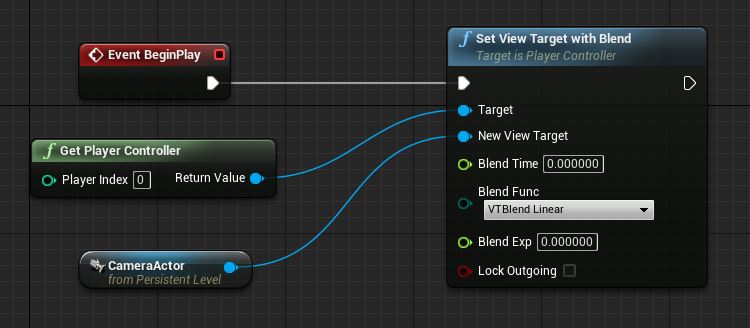 Event BeginPlay
Set View Target with Blend
Target is Player Controller
Target
New View Target
Blend Time 0.000000
Blend Func
VTBlend Linear
Blend Exp 0.000000
Lock Outgoing
f Get Player Controller
Player Index 0 Return Value
CameraActor
from Persistent Level